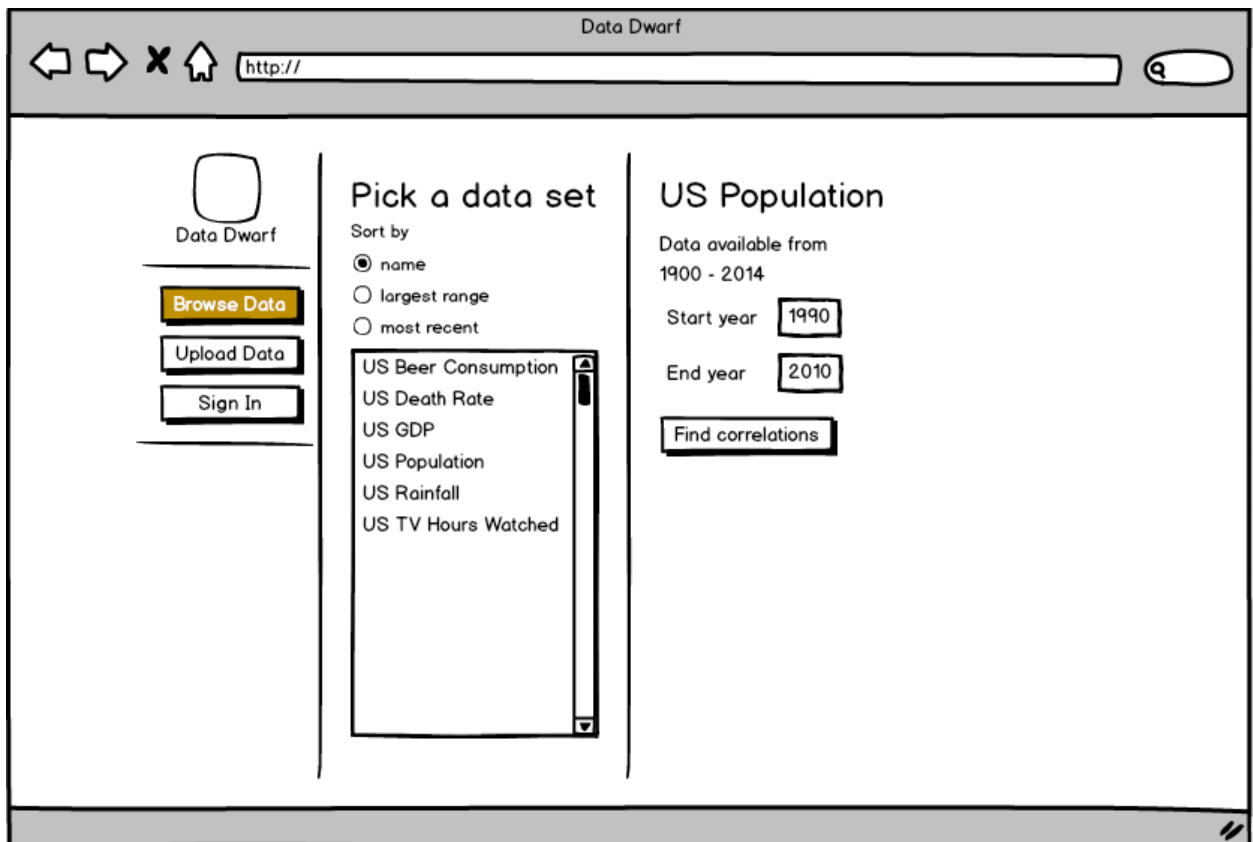 Data Dwarf
http://
Data Dwarf
Browse Data
Upload Data
Sign In
Pick a data set
Sort by
name
largest range
most recent
US Beer Consumption
US Death Rate
US GDP
US Population
US Rainfall
US TV Hours Watched
US Population
Data available from
1900 - 2014
Start year 1990
End year 2010
Find correlations